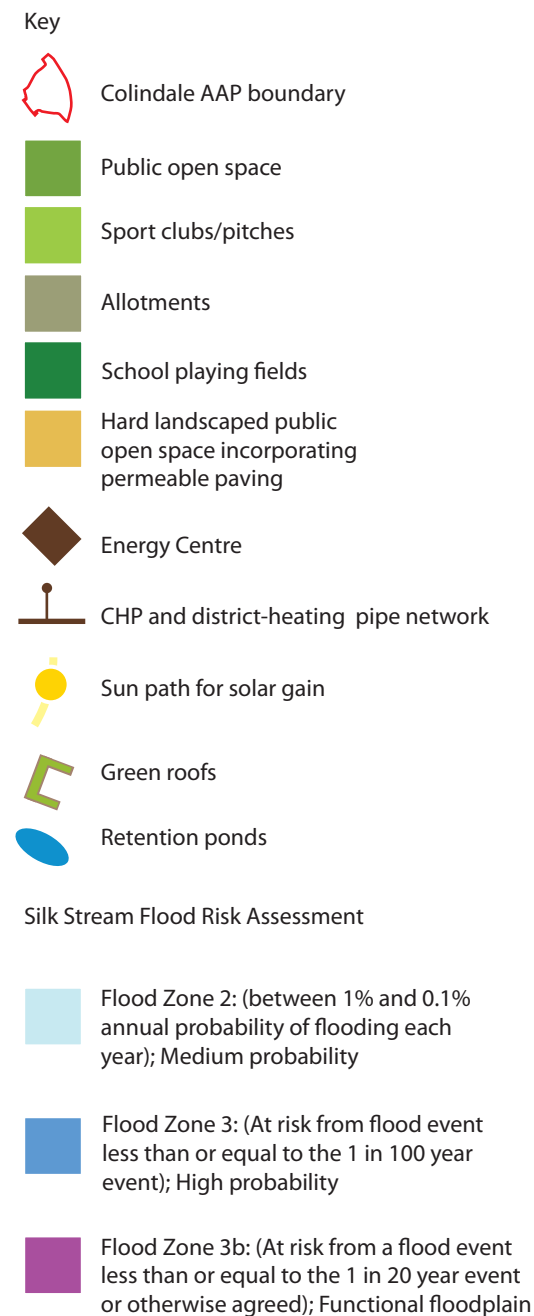 Key
Colindale AAP boundary
Public open space
Sport clubs/pitches
Allotments
School playing fields
Hard landscaped public
open space incorporating
permeable paving
Energy Centre
CHP and district-heating pipe network
Sun path for solar gain
Green roofs
Retention ponds
Silk Stream Flood Risk Assessment
Flood Zone 2: (between 1% and 0.1%
annual probability of flooding each
year); Medium probability
Flood Zone 3: (At risk from flood event
less than or equal to the 1 in 100 year
event); High probability
Flood Zone 3b: (At risk from a flood event
less than or equal to the 1 in 20 year event
or otherwise agreed); Functional floodplain